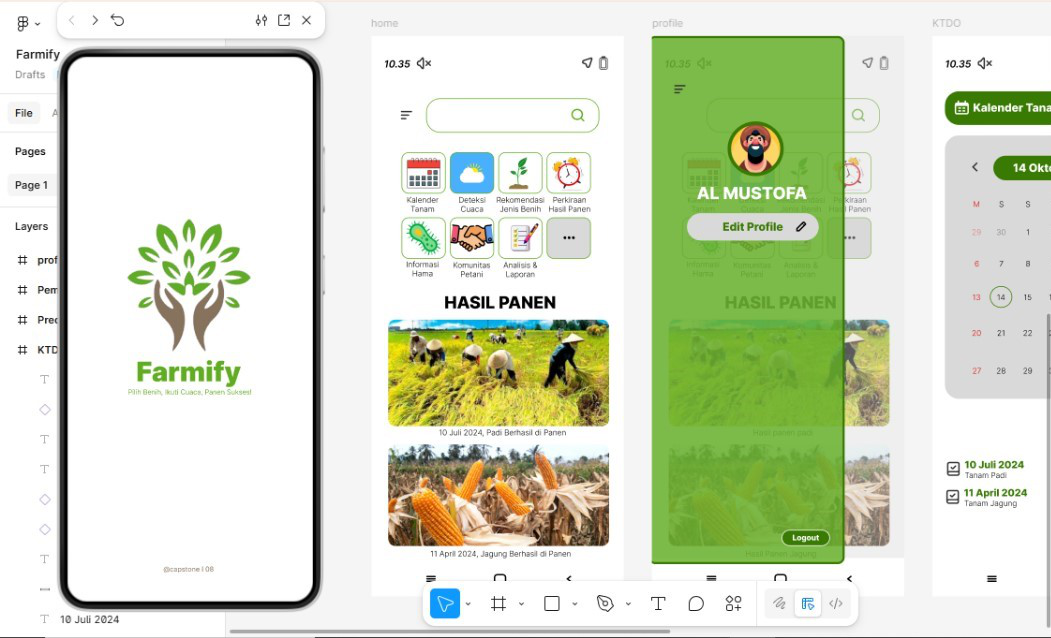 Farmify
Drafts
File
Pages
Page 1
Layers
10 Juli 2024
Farmify
Pilih Benih, Ikuti Cuaca, Panen Sukses!
@capstone I 08
home
10.35
Kalender
Tanam
Deteksi
Cuaca
Rekomendasi
Jenis Benih
Perkiraan
Hasil Panen
Informasi
Hama
Komunitas
Petani
Analisis &
Laporan
HASIL PANEN
10 Juli 2024, Padi Berhasil di Panen
11 April 2024, Jagung Berhasil di Panen
profile
10.35
AL MUSTOFA
Edit Profile
Perkiraan
Hasil Panen
HASIL PANEN
Hasil panen padi
Hasil Panen Jagung
Logout
KTDO
10.35
Kalender Tana
14 Okto
M S S
29 30 1
6 7 8
13 14 15
20 21 22
27 28 29
10 Juli 2024
Tanam Padi
11 April 2024
Tanam Jagung